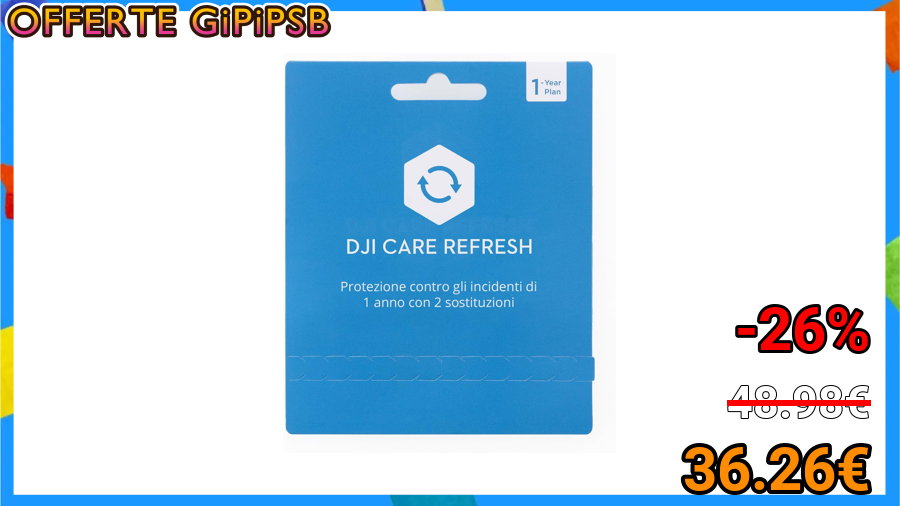 OFFERTE GiPiPSB
1 - Year
Plan
DJI CARE REFRESH
Protezione contro gli incidenti di
1 anno con 2 sostituzioni
-26%
48.98€
36.26€